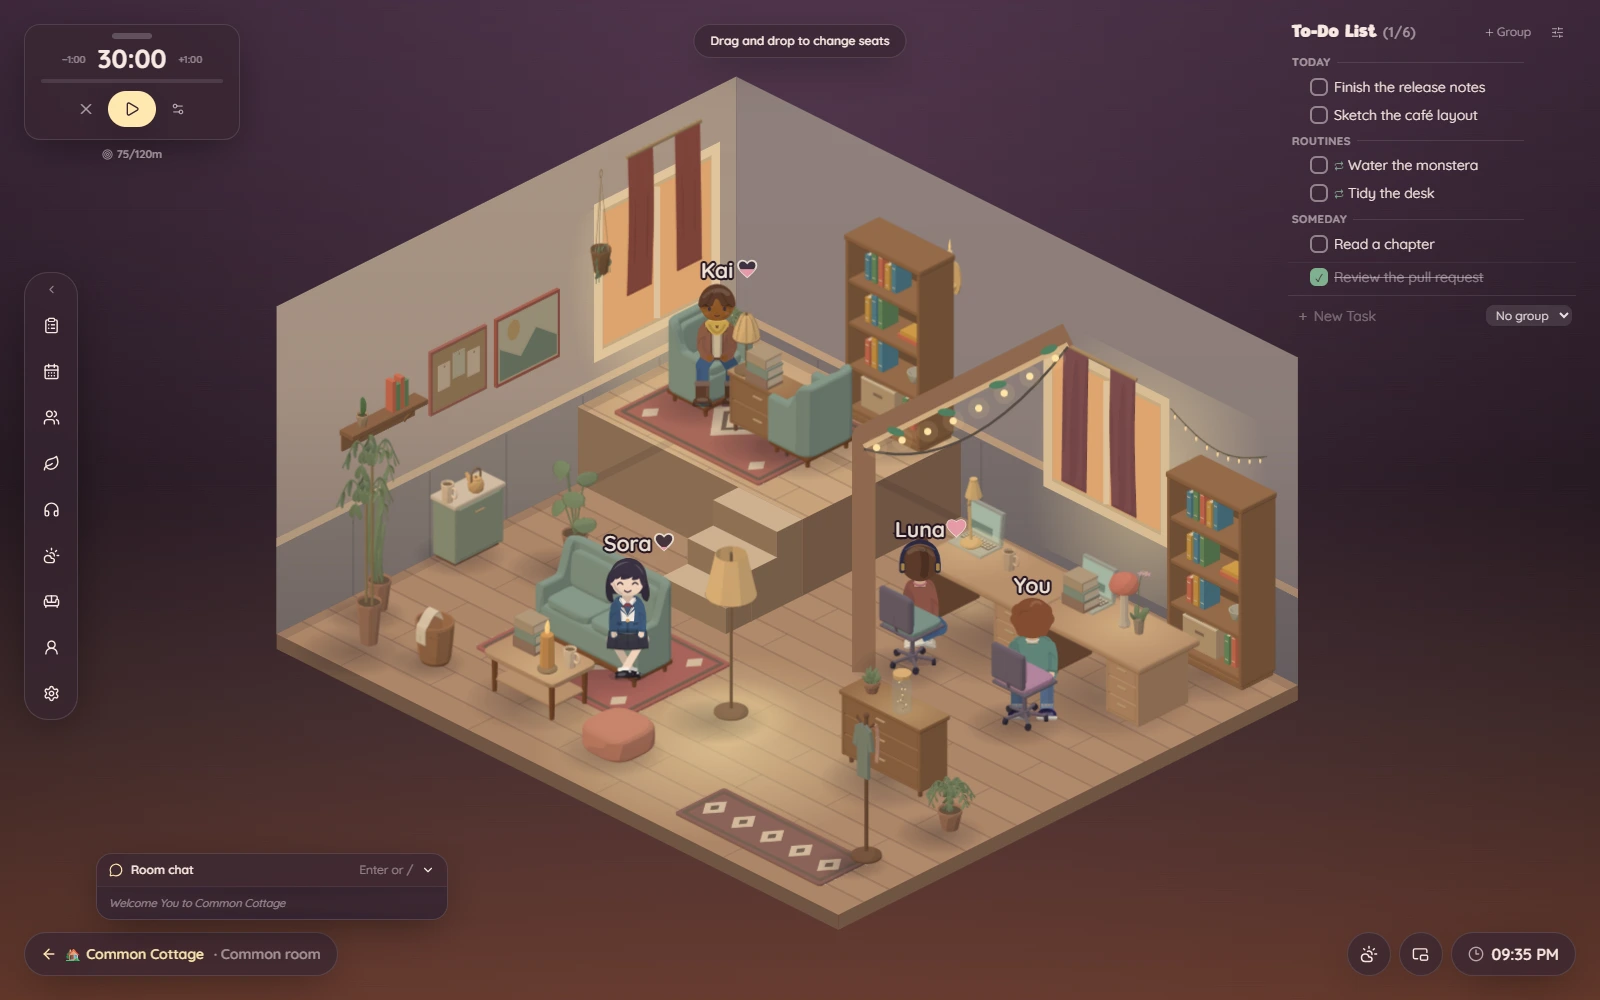 −1:00 30:00 +1:00
75/120m
Drag and drop to change seats
To-Do List (1/6) + Group
TODAY
Finish the release notes
Sketch the café layout
ROUTINES
Water the monstera
Tidy the desk
SOMEDAY
Read a chapter
Review the pull request
+ New Task No group
Kai
Sora
Luna
You
Room chat Enter or /
Welcome You to Common Cottage
Common Cottage · Common room
09:35 PM